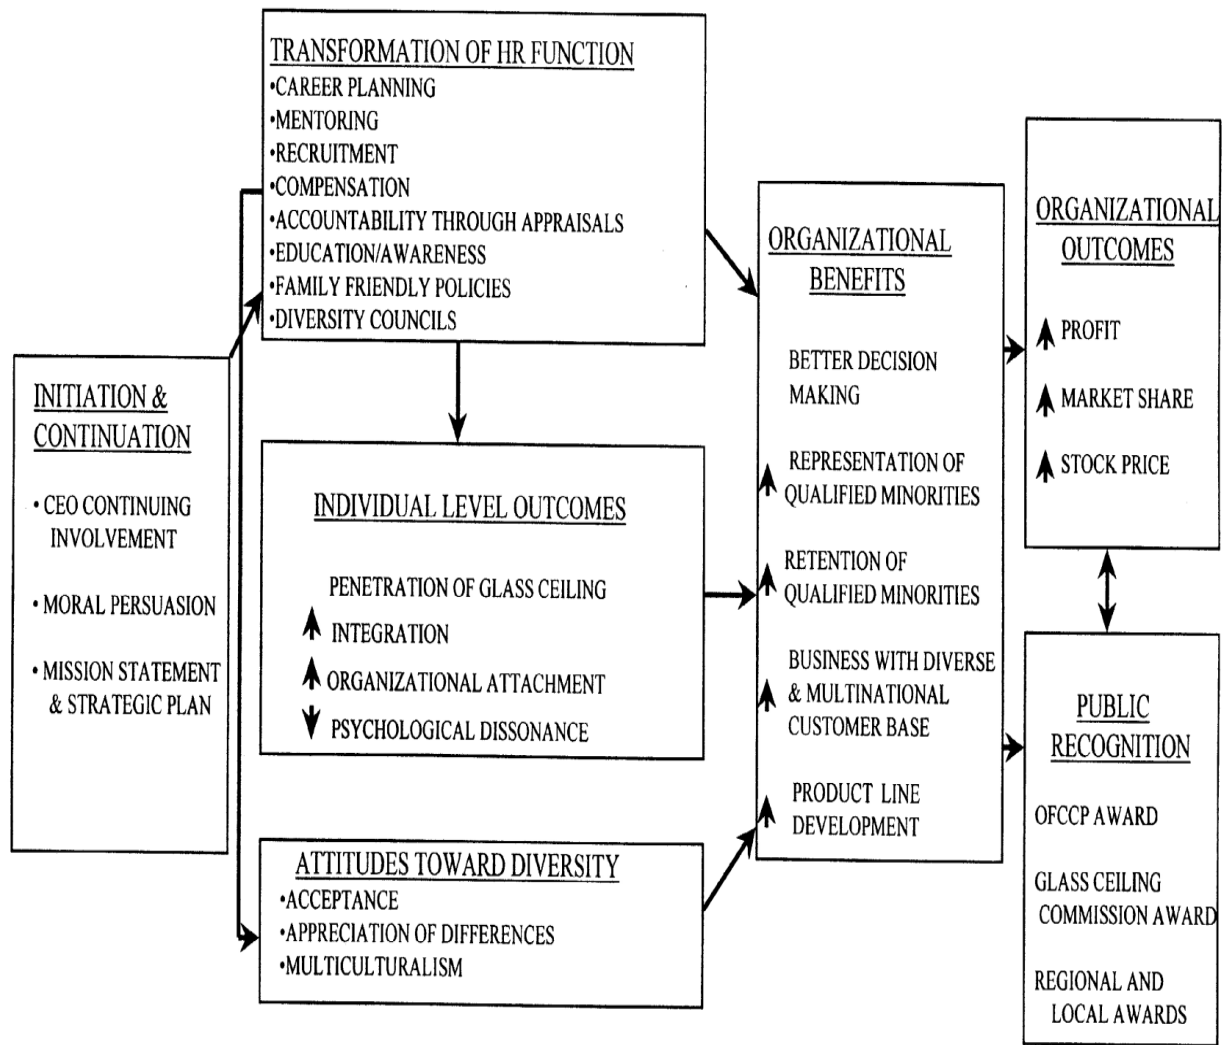 TRANSFORMATION OF HR FUNCTION
•CAREER PLANNING
•MENTORING
•RECRUITMENT
•COMPENSATION
•ACCOUNTABILITY THROUGH APPRAISALS
•EDUCATION/AWARENESS
•FAMILY FRIENDLY POLICIES
•DIVERSITY COUNCILS
INITIATION &
CONTINUATION
• CEO CONTINUING
INVOLVEMENT
• MORAL PERSUASION
• MISSION STATEMENT
& STRATEGIC PLAN
INDIVIDUAL LEVEL OUTCOMES
PENETRATION OF GLASS CEILING
INTEGRATION
ORGANIZATIONAL ATTACHMENT
PSYCHOLOGICAL DISSONANCE
ATTITUDES TOWARD DIVERSITY
•ACCEPTANCE
•APPRECIATION OF DIFFERENCES
•MULTICULTURALISM
ORGANIZATIONAL
BENEFITS
BETTER DECISION
MAKING
REPRESENTATION OF
QUALIFIED MINORITIES
RETENTION OF
QUALIFIED MINORITIES
BUSINESS WITH DIVERSE
& MULTINATIONAL
CUSTOMER BASE
PRODUCT LINE
DEVELOPMENT
ORGANIZATIONAL
OUTCOMES
PROFIT
MARKET SHARE
STOCK PRICE
PUBLIC
RECOGNITION
OFCCP AWARD
GLASS CEILING
COMMISSION AWARD
REGIONAL AND
LOCAL AWARDS